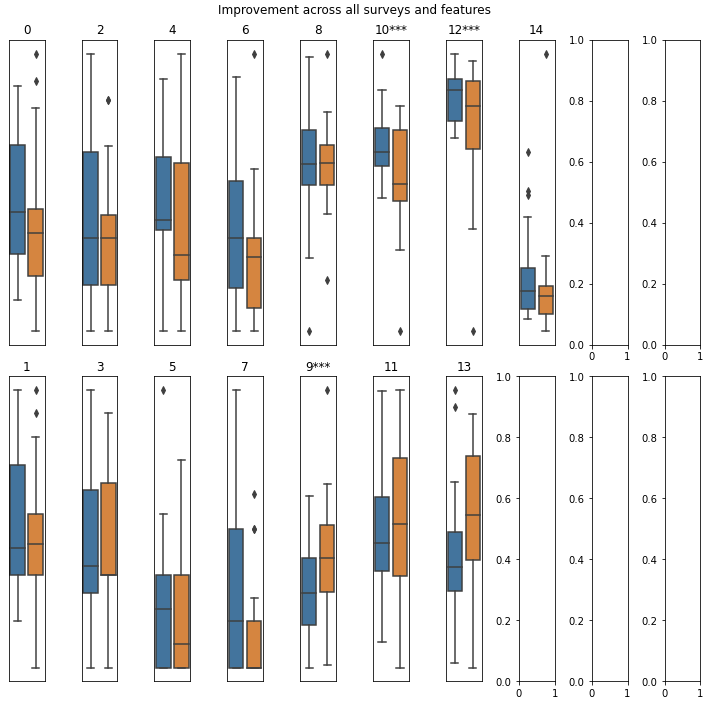 Improvement across all surveys and features
0 2 4 6 8 10*** 12*** 14
1.0 1.0
0.8 0.8
0.6 0.6
0.4 0.4
0.2 0.2
0.0 0.0
0 1 0 1
1 3 5 7 9*** 11 13
1.0 1.0 1.0
0.8 0.8 0.8
0.6 0.6 0.6
0.4 0.4 0.4
0.2 0.2 0.2
0.0 0.0 0.0
0 1 0 1 0 1